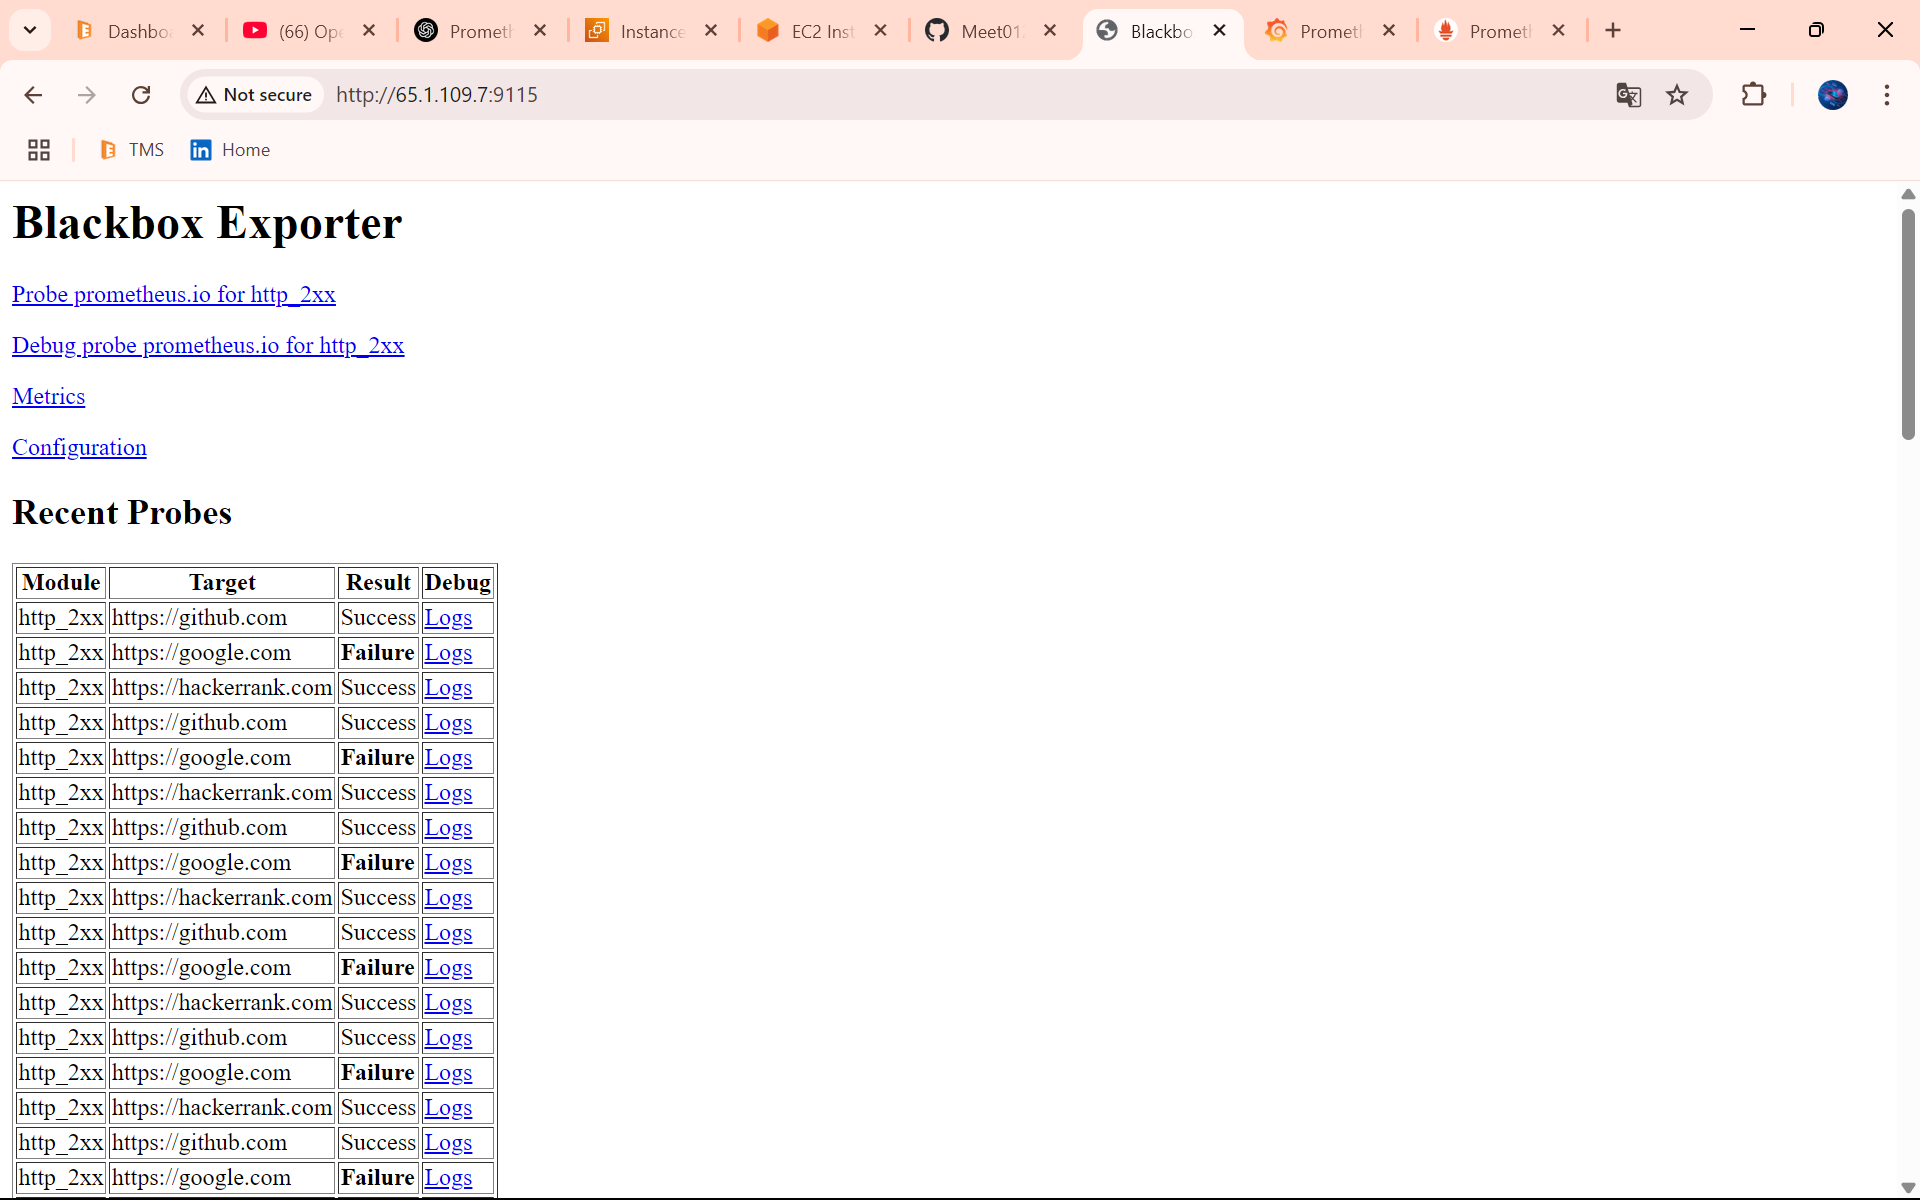 Dashbo
(66) Ope
Prometh
Instance
EC2 Inst
Meet01
Blackbo
Prometh
Prometh
Not secure
http://65.1.109.7:9115
TMS
Home
Blackbox Exporter
Probe prometheus.io for http_2xx
Debug probe prometheus.io for http_2xx
Metrics
Configuration
Recent Probes
Module Target Result Debug
http_2xx https://github.com Success Logs
http_2xx https://google.com Failure Logs
http_2xx https://hackerrank.com Success Logs
http_2xx https://github.com Success Logs
http_2xx https://google.com Failure Logs
http_2xx https://hackerrank.com Success Logs
http_2xx https://github.com Success Logs
http_2xx https://google.com Failure Logs
http_2xx https://hackerrank.com Success Logs
http_2xx https://github.com Success Logs
http_2xx https://google.com Failure Logs
http_2xx https://hackerrank.com Success Logs
http_2xx https://github.com Success Logs
http_2xx https://google.com Failure Logs
http_2xx https://hackerrank.com Success Logs
http_2xx https://github.com Success Logs
http_2xx https://google.com Failure Logs